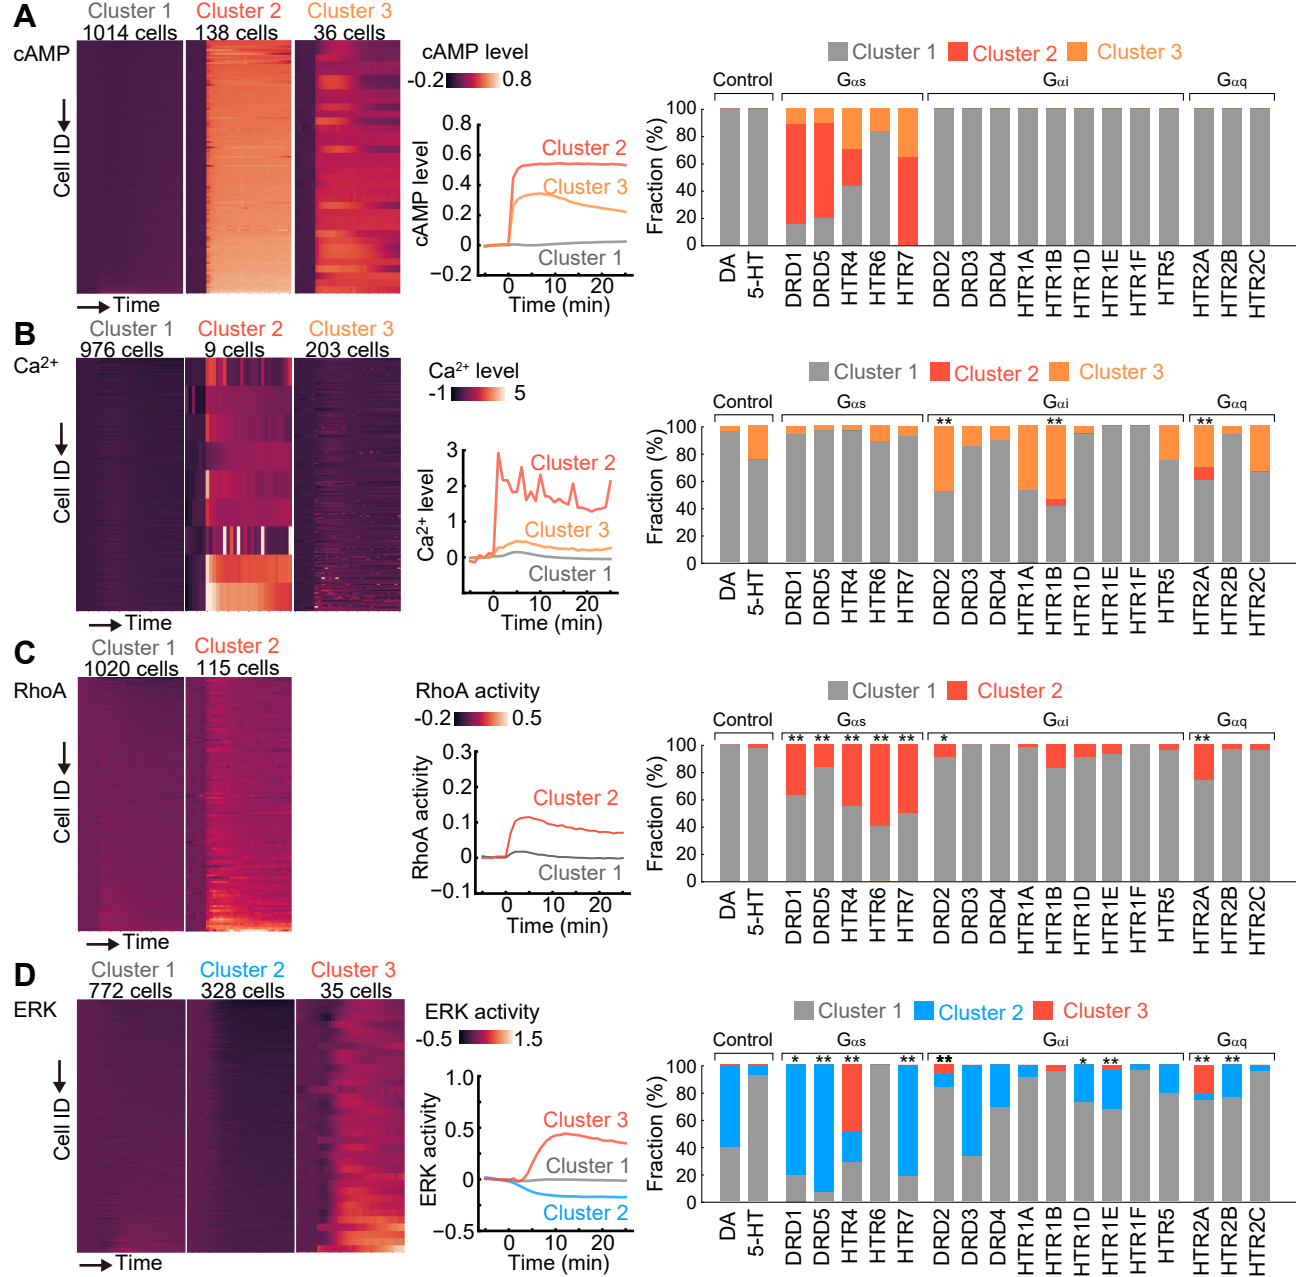 A
Cluster 1
Cluster 2
Cluster 3
1014 cells
138 cells
36 cells
cAMP
Cell ID
Time
cAMP level
-0.2
0.8
0.8
0.6
0.4
0.2
0
−0.2
cAMP level
Cluster 2
Cluster 3
Cluster 1
0
10
20
Time (min)
Cluster 1
Cluster 2
Cluster 3
Control
Gαs
Gαi
Gαq
100
80
60
40
20
0
Fraction (%)
DA
5-HT
DRD1
DRD5
HTR4
HTR6
HTR7
DRD2
DRD3
DRD4
HTR1A
HTR1B
HTR1D
HTR1E
HTR1F
HTR5
HTR2A
HTR2B
HTR2C
B
Cluster 1
Cluster 2
Cluster 3
976 cells
9 cells
203 cells
Ca²⁺
Cell ID
Time
Ca²⁺ level
-1
5
3
2
1
0
Ca²⁺ level
Cluster 2
Cluster 3
Cluster 1
0
10
20
Time (min)
Cluster 1
Cluster 2
Cluster 3
Control
Gαs
Gαi
Gαq
**
**
**
100
80
60
40
20
0
Fraction (%)
DA
5-HT
DRD1
DRD5
HTR4
HTR6
HTR7
DRD2
DRD3
DRD4
HTR1A
HTR1B
HTR1D
HTR1E
HTR1F
HTR5
HTR2A
HTR2B
HTR2C
C
Cluster 1
Cluster 2
1020 cells
115 cells
RhoA
Cell ID
Time
RhoA activity
-0.2
0.5
0.3
0.2
0.1
0
−0.1
RhoA activity
Cluster 2
Cluster 1
0
10
20
Time (min)
Cluster 1
Cluster 2
Control
Gαs
Gαi
Gαq
**
**
**
**
**
*
**
100
80
60
40
20
0
Fraction (%)
DA
5-HT
DRD1
DRD5
HTR4
HTR6
HTR7
DRD2
DRD3
DRD4
HTR1A
HTR1B
HTR1D
HTR1E
HTR1F
HTR5
HTR2A
HTR2B
HTR2C
D
Cluster 1
Cluster 2
Cluster 3
772 cells
328 cells
35 cells
ERK
Cell ID
Time
ERK activity
-0.5
1.5
1.0
0.5
0
−0.5
ERK activity
Cluster 3
Cluster 1
Cluster 2
0
10
20
Time (min)
Cluster 1
Cluster 2
Cluster 3
Control
Gαs
Gαi
Gαq
*
**
**
**
**
*
**
**
**
100
80
60
40
20
0
Fraction (%)
DA
5-HT
DRD1
DRD5
HTR4
HTR6
HTR7
DRD2
DRD3
DRD4
HTR1A
HTR1B
HTR1D
HTR1E
HTR1F
HTR5
HTR2A
HTR2B
HTR2C